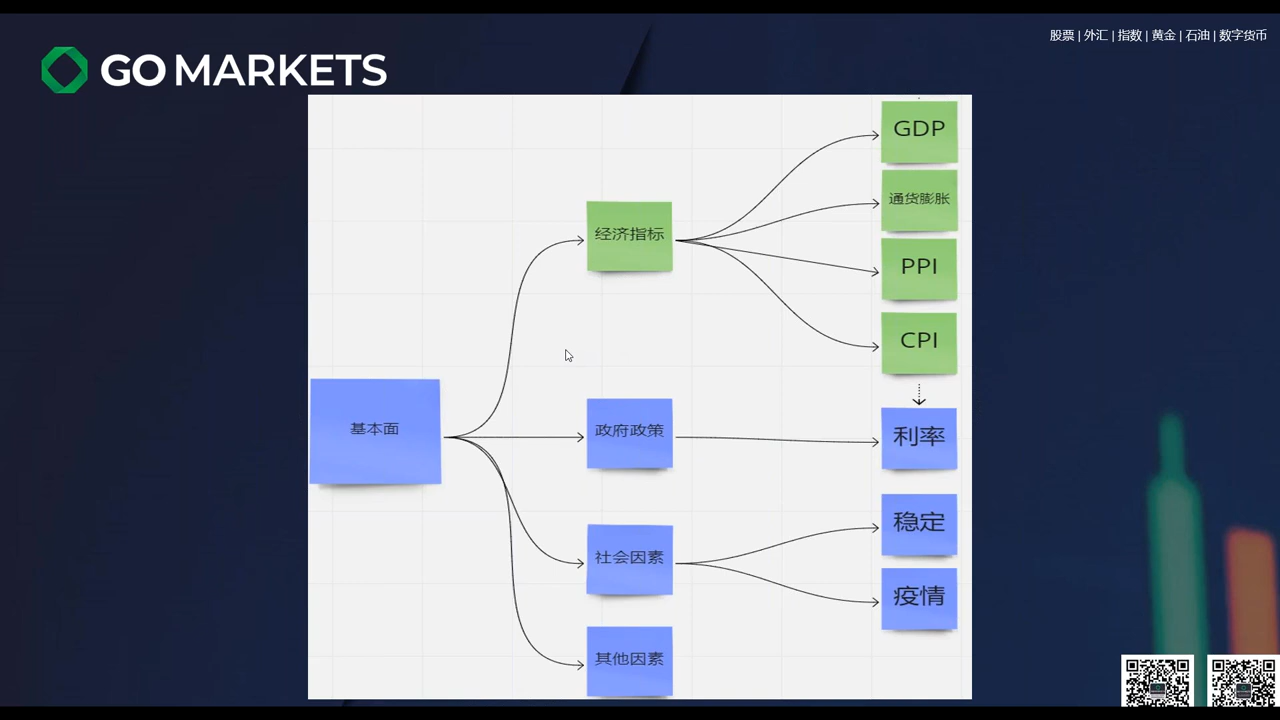 股票 | 外汇 | 指数 | 黄金 | 石油 | 数字货币
GO MARKETS
GDP
通货膨胀
经济指标
PPI
CPI
基本面
政府政策
利率
稳定
社会因素
疫情
其他因素